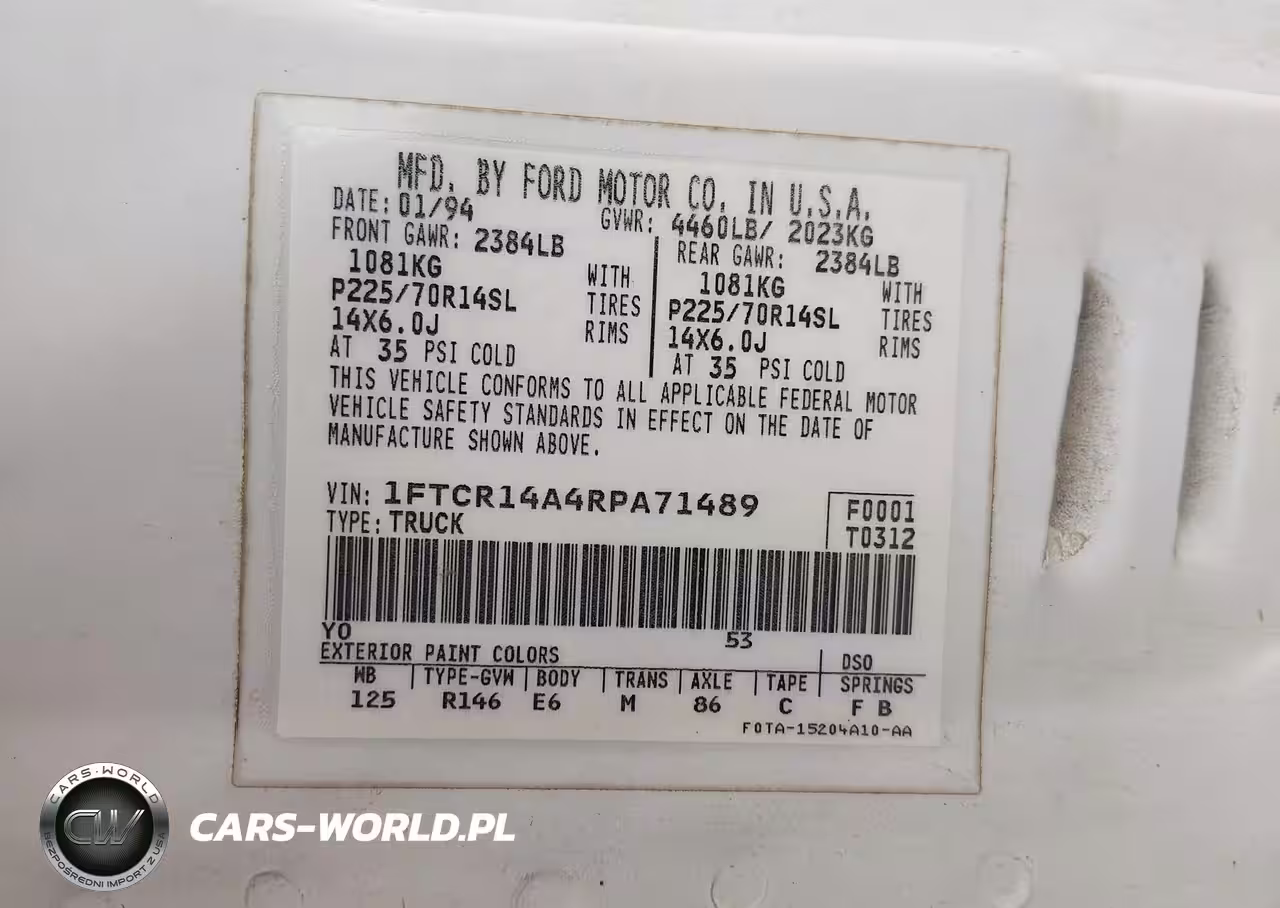 MFD. BY FORD MOTOR CO. IN U.S.A.
DATE: 01/94 GVWR: 4460LB/ 2023KG
FRONT GAWR: 2384LB REAR GAWR: 2384LB
1081KG WITH 1081KG WITH
P225/70R14SL TIRES P225/70R14SL TIRES
14X6.0J RIMS 14X6.0J RIMS
AT 35 PSI COLD AT 35 PSI COLD
THIS VEHICLE CONFORMS TO ALL APPLICABLE FEDERAL MOTOR
VEHICLE SAFETY STANDARDS IN EFFECT ON THE DATE OF
MANUFACTURE SHOWN ABOVE.
VIN: 1FTCR14A4RPA71489 F0001
TYPE: TRUCK T0312
YO 53
EXTERIOR PAINT COLORS DSO
WB TYPE-GVW BODY TRANS AXLE TAPE SPRINGS
125 R146 E6 M 86 C F B
F0TA-15204A10-AA
CARS-WORLD
CW
BEZPOŚREDNI IMPORT Z USA
CARS-WORLD.PL